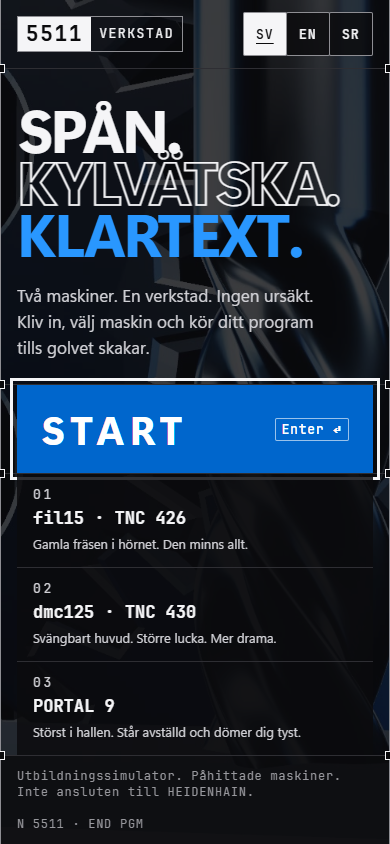 5511 VERKSTAD
SV EN SR
SPÅN.
KYLVÄTSKA.
KLARTEXT.
Två maskiner. En verkstad. Ingen ursäkt.
Kliv in, välj maskin och kör ditt program
tills golvet skakar.
START Enter ⏎
01
fil15 · TNC 426
Gamla fräsen i hörnet. Den minns allt.
02
dmc125 · TNC 430
Svängbart huvud. Större lucka. Mer drama.
03
PORTAL 9
Störst i hallen. Står avställd och dömer dig tyst.
Utbildningssimulator. Påhittade maskiner.
Inte ansluten till HEIDENHAIN.
N 5511 · END PGM